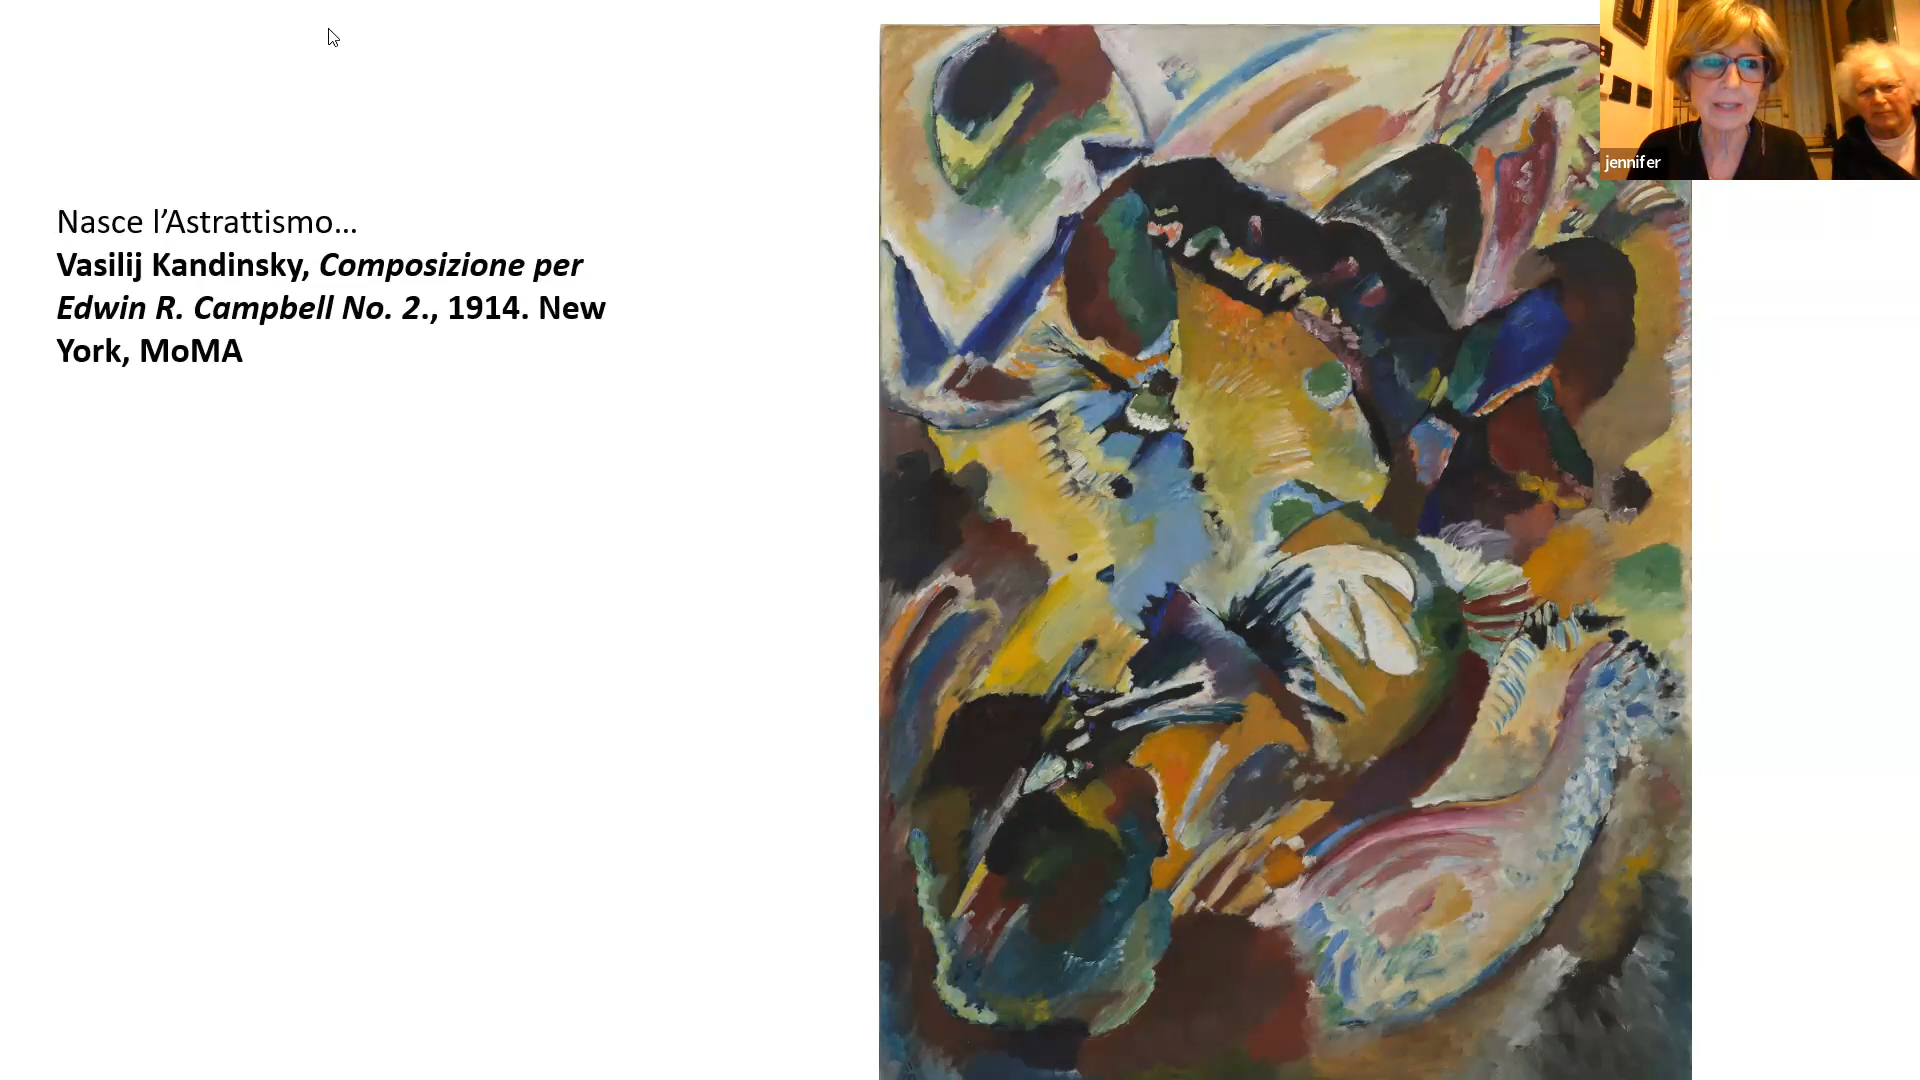 Nasce l’Astrattismo…
Vasilij Kandinsky, Composizione per
Edwin R. Campbell No. 2., 1914. New
York, MoMA
jennifer